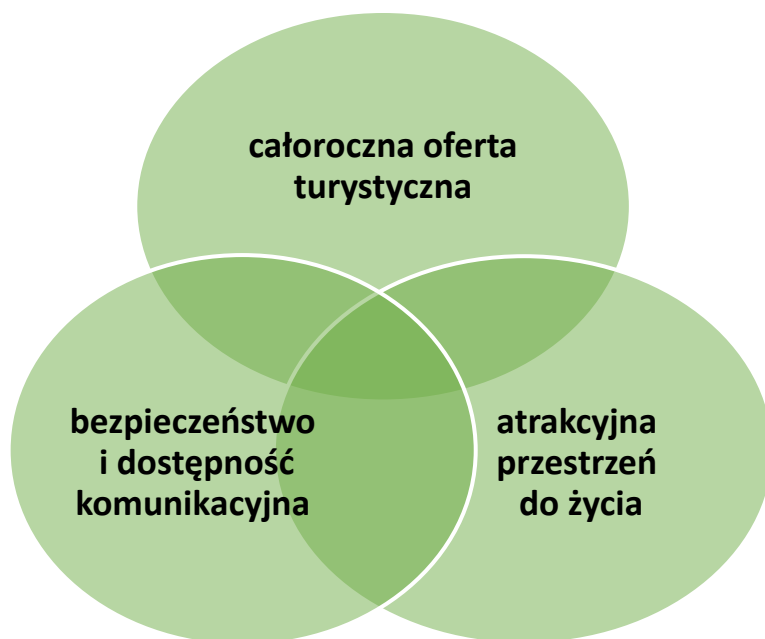 całoroczna oferta
turystyczna
bezpieczeństwo
i dostępność
komunikacyjna
atrakcyjna
przestrzeń
do życia